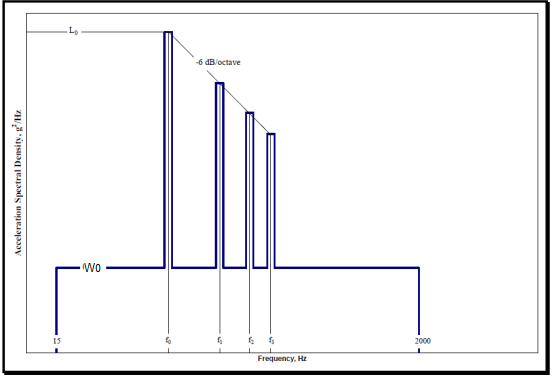 L₀
-6 dB/octave
Acceleration Spectral Density, g²/Hz
W0
15 f₀ f₁ f₂ f₃ 2000
Frequency, Hz